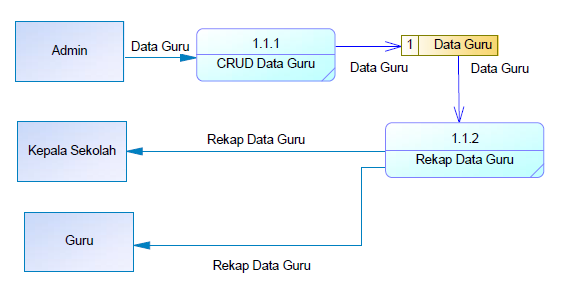 Admin
Data Guru
1.1.1
CRUD Data Guru
Data Guru
1 Data Guru
Data Guru
Kepala Sekolah
Rekap Data Guru
1.1.2
Rekap Data Guru
Guru
Rekap Data Guru